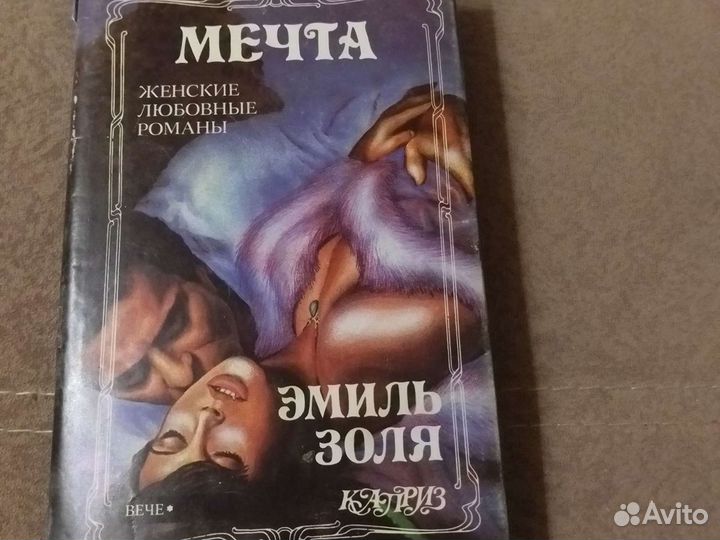 МЕЧТА
ЖЕНСКИЕ
ЛЮБОВНЫЕ
РОМАНЫ
ЭМИЛЬ
ЗОЛЯ
ВЕЧЕ*
КАПРИЗ
Avito